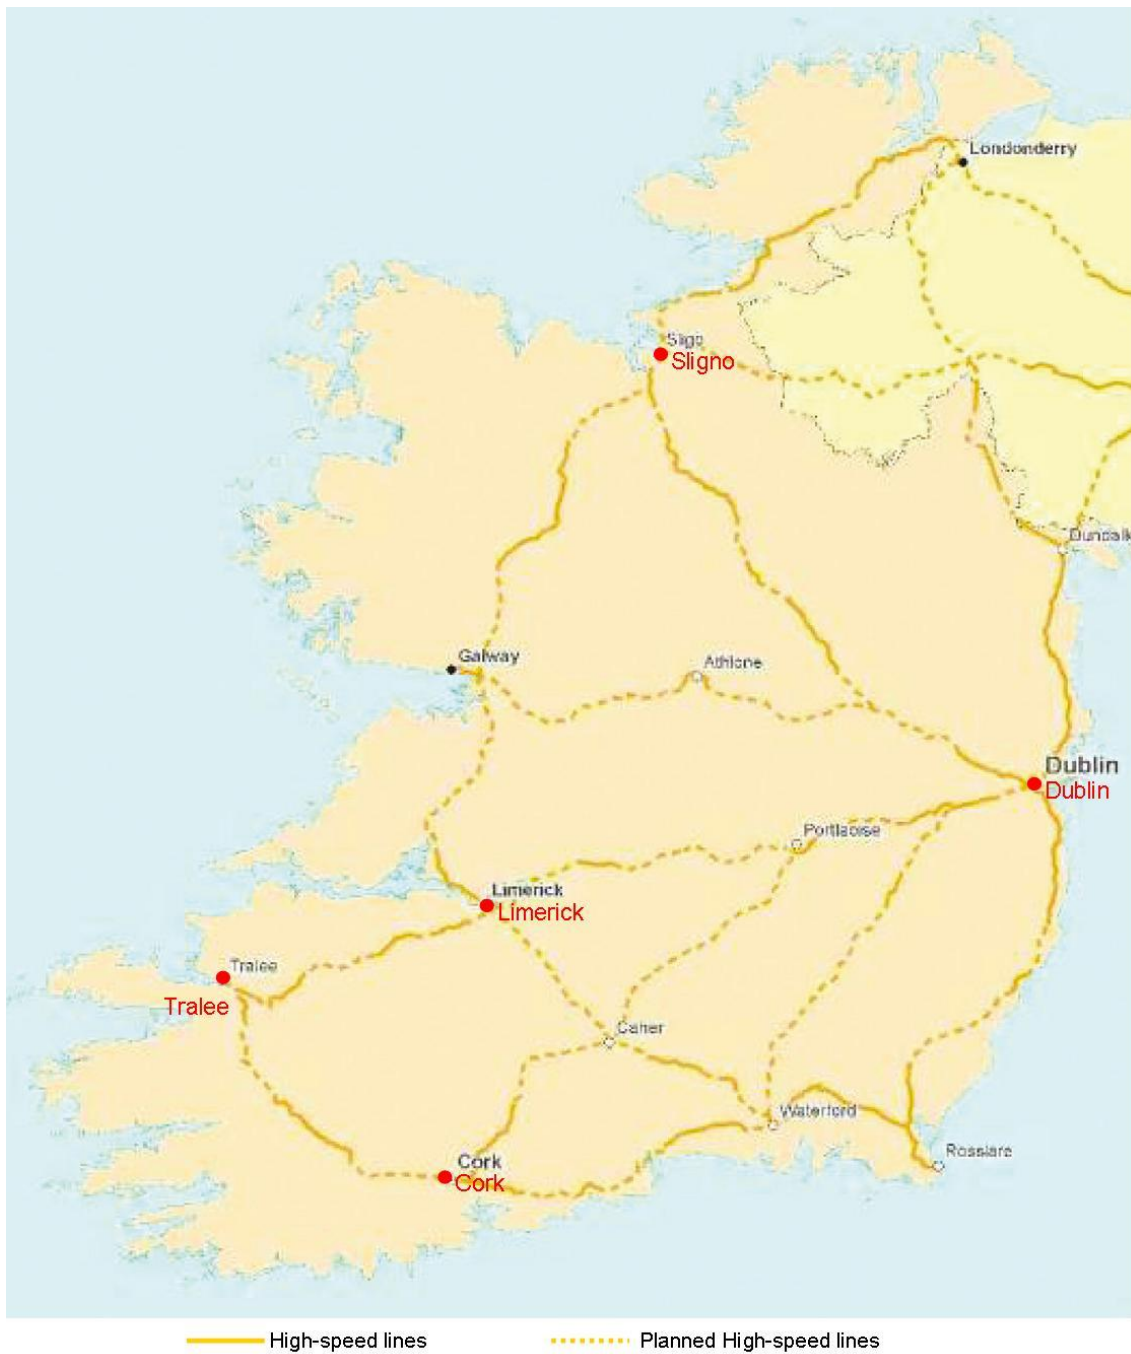 Londonderry
Sligo
Sligno
Dundalk
Galway
Athlone
Dublin
Dublin
Portlaoise
Limerick
Limerick
Tralee
Tralee
Caher
Waterford
Cork
Cork
Rosslare
High-speed lines
Planned High-speed lines